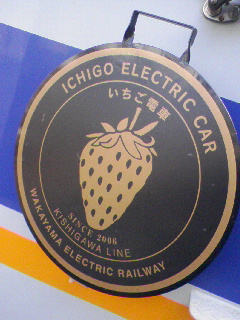 ICHIGO ELECTRIC CAR
いちご電車
SINCE 2006
KISHIGAWA LINE
WAKAYAMA ELECTRIC RAILWAY